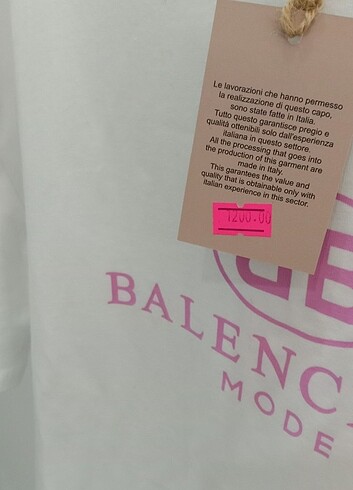 Le lavorazioni che hanno permesso
la realizzazione di questo capo,
sono state fatte in Italia.
Tutto questo garantisce pregio e
qualità ottenibili solo dall'esperienza
italiana in questo settore.
All the processing that goes into
the production of this garment are
made in Italy.
This garantees the value and
quality that is obtainable only with
Italian experience in this sector.
1200.00
BALENC
MODE